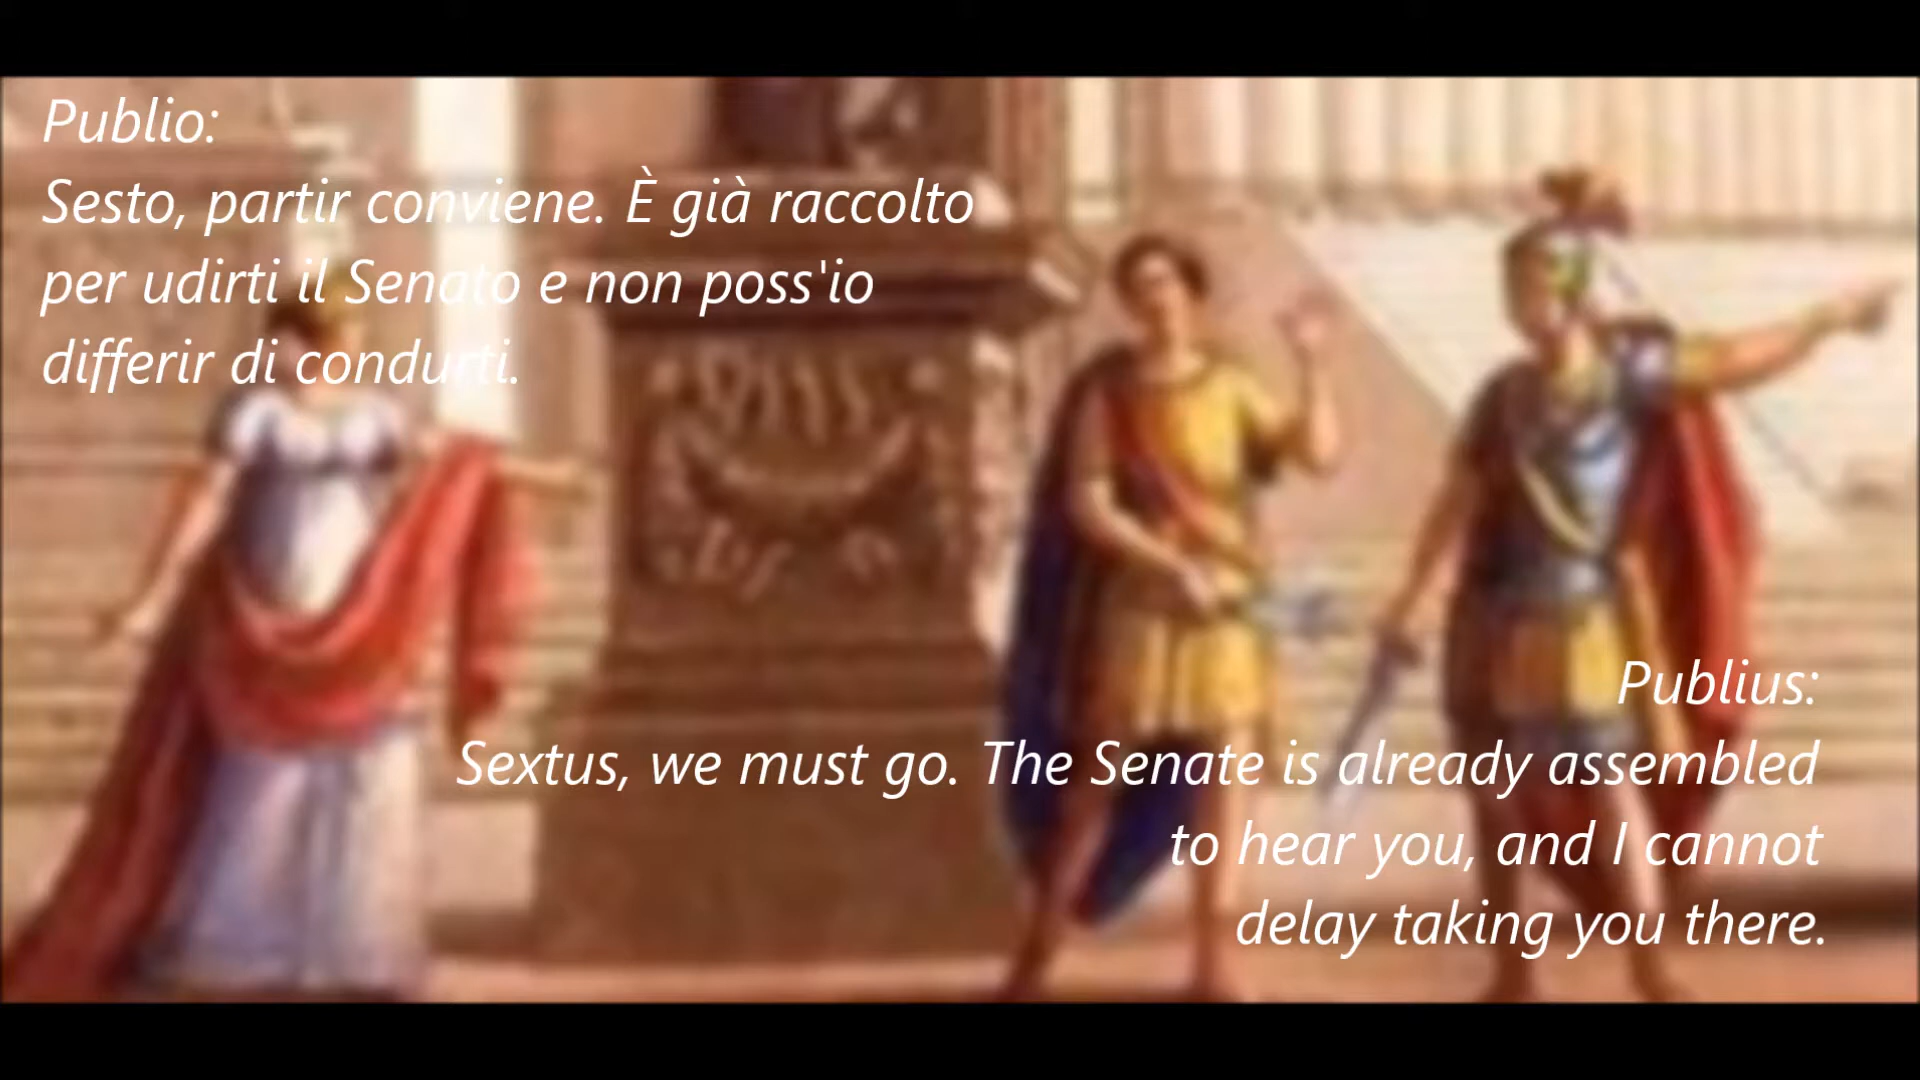 Publio:
Sesto, partir conviene. È già raccolto
per udirti il Senato e non poss'io
differir di condurti.
Publius:
Sextus, we must go. The Senate is already assembled
to hear you, and I cannot
delay taking you there.